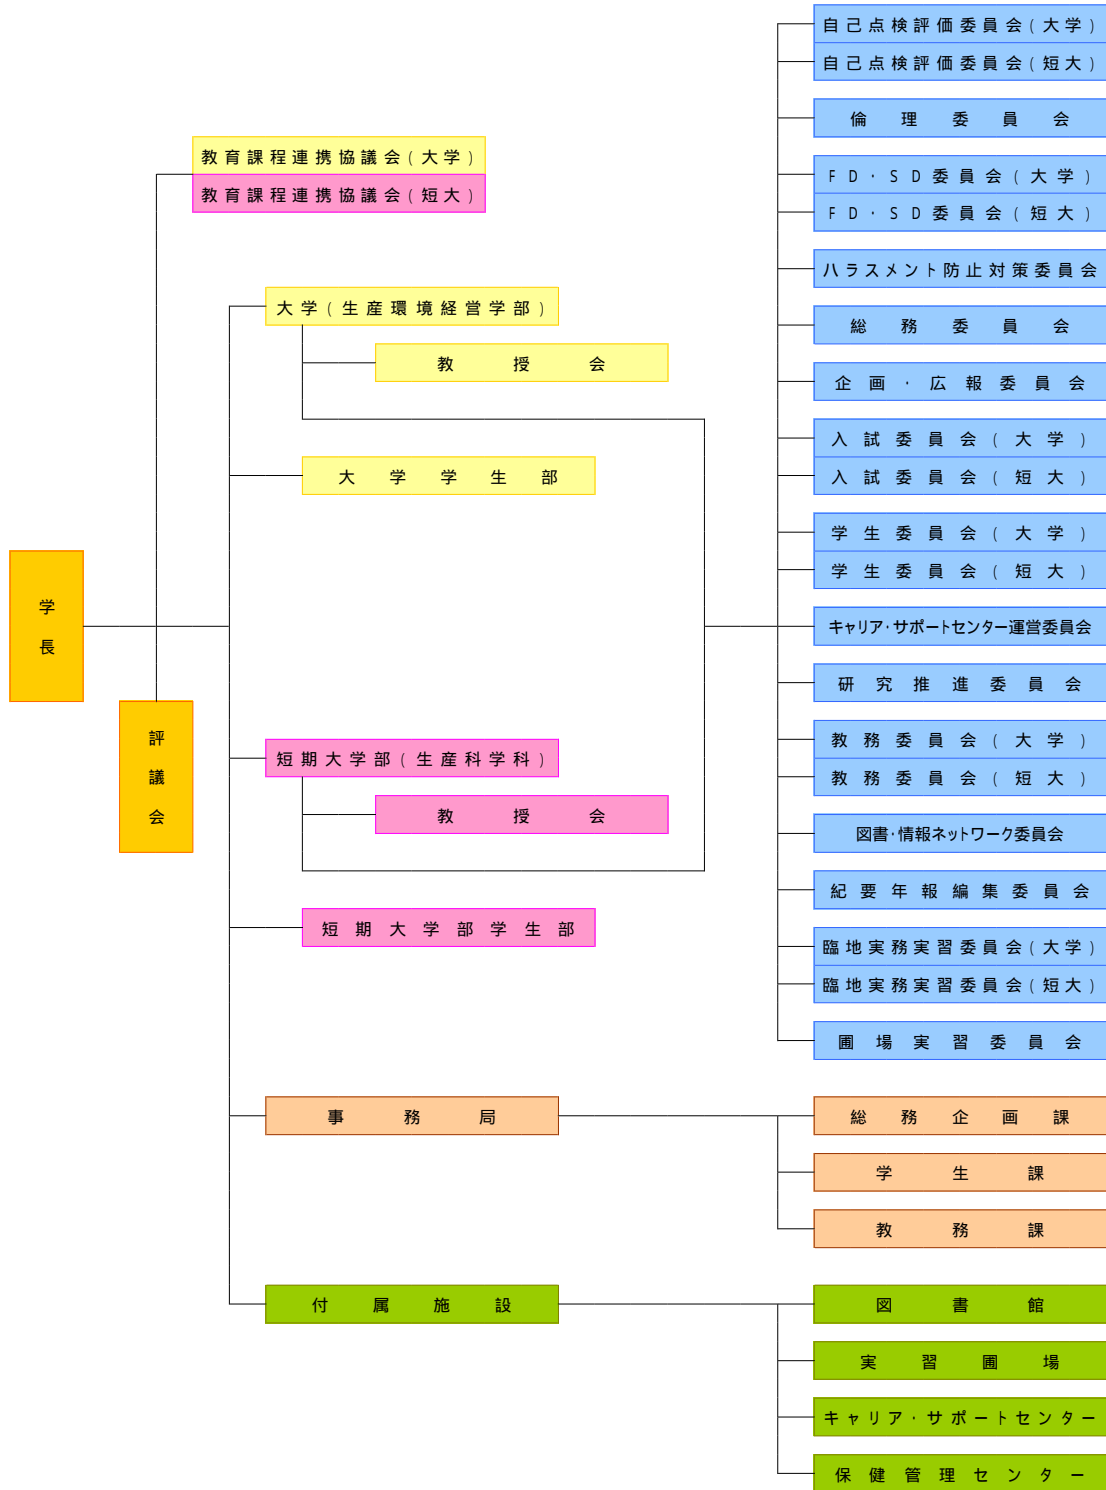 自己点検評価委員会(大学)
自己点検評価委員会(短大)
倫理委員会
教育課程連携協議会(大学)
教育課程連携協議会(短大)
FD・SD委員会(大学)
FD・SD委員会(短大)
ハラスメント防止対策委員会
大学(生産環境経営学部)
総務委員会
教授会
企画・広報委員会
入試委員会(大学)
大学学生部
入試委員会(短大)
学生委員会(大学)
学生委員会(短大)
学長
キャリア・サポートセンター運営委員会
研究推進委員会
評議会
教務委員会(大学)
短期大学部(生産科学科)
教務委員会(短大)
教授会
図書・情報ネットワーク委員会
紀要年報編集委員会
短期大学部学生部
臨地実務実習委員会(大学)
臨地実務実習委員会(短大)
圃場実習委員会
事務局
総務企画課
学生課
教務課
付属施設
図書館
実習圃場
キャリア・サポートセンター
保健管理センター